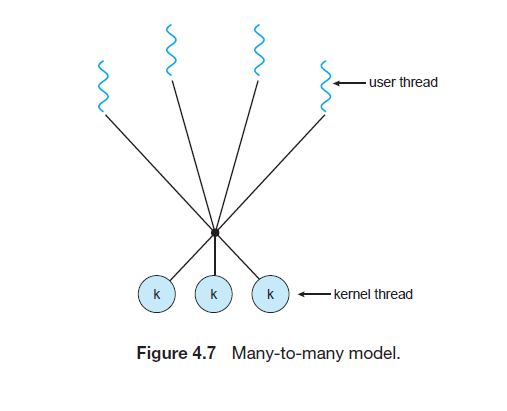 user thread
k k k
kernel thread
Figure 4.7 Many-to-many model.